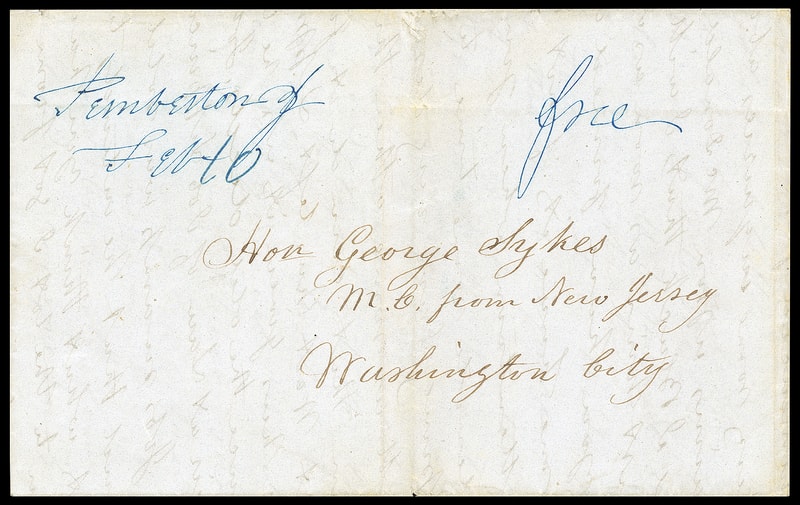 Pemberton NJ
Feb 10
free
Hon George Sykes
M. C. from New Jersey
Washington City